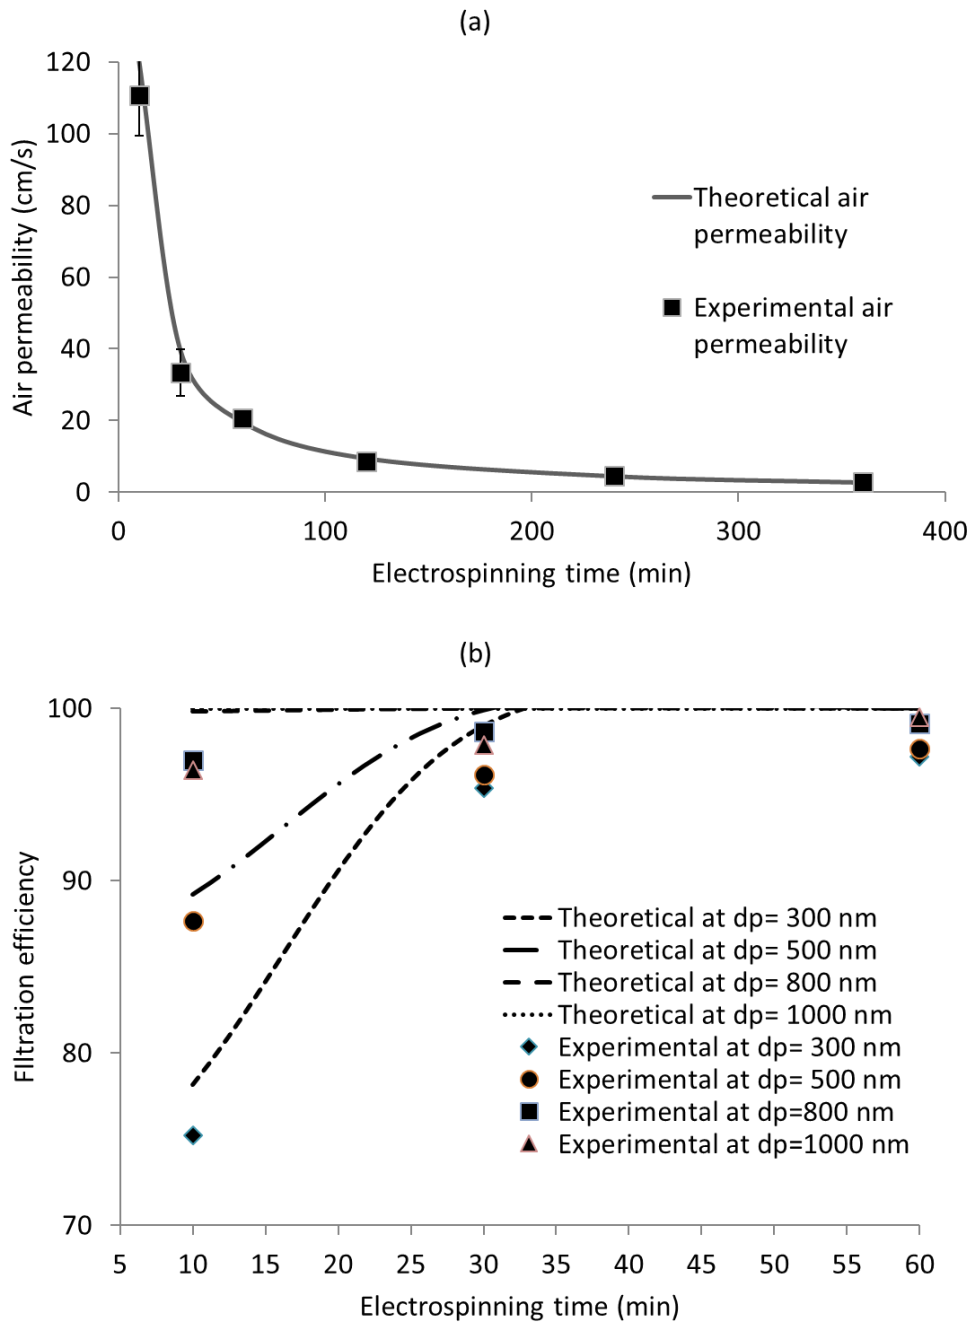 (a)
120
100
80
60
40
20
0
Air permeability (cm/s)
Theoretical air
permeability
Experimental air
permeability
0 100 200 300 400
Electrospinning time (min)
(b)
100
90
80
70
FIltration efficiency
Theoretical at dp= 300 nm
Theoretical at dp= 500 nm
Theoretical at dp= 800 nm
Theoretical at dp= 1000 nm
Experimental at dp= 300 nm
Experimental at dp= 500 nm
Experimental at dp=800 nm
Experimental at dp=1000 nm
5 10 15 20 25 30 35 40 45 50 55 60
Electrospinning time (min)